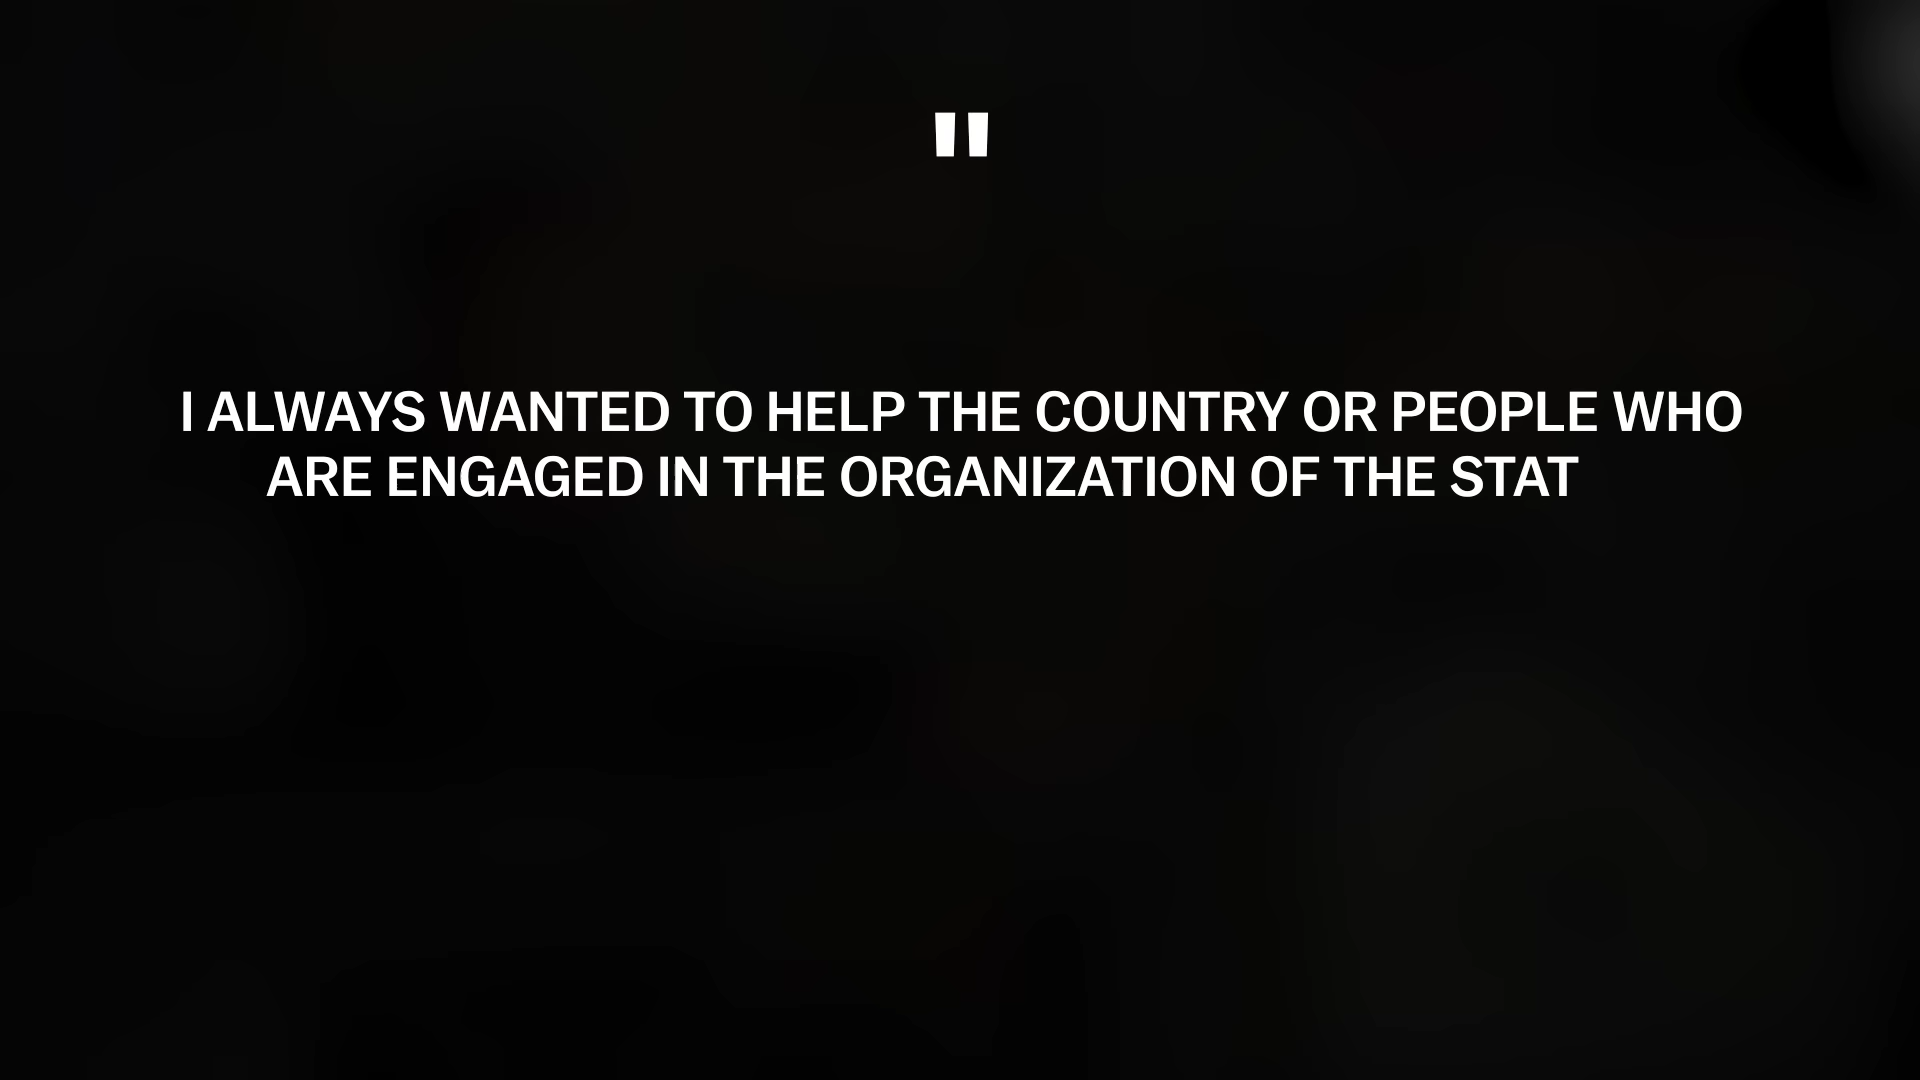 "
I ALWAYS WANTED TO HELP THE COUNTRY OR PEOPLE WHO
ARE ENGAGED IN THE ORGANIZATION OF THE STAT